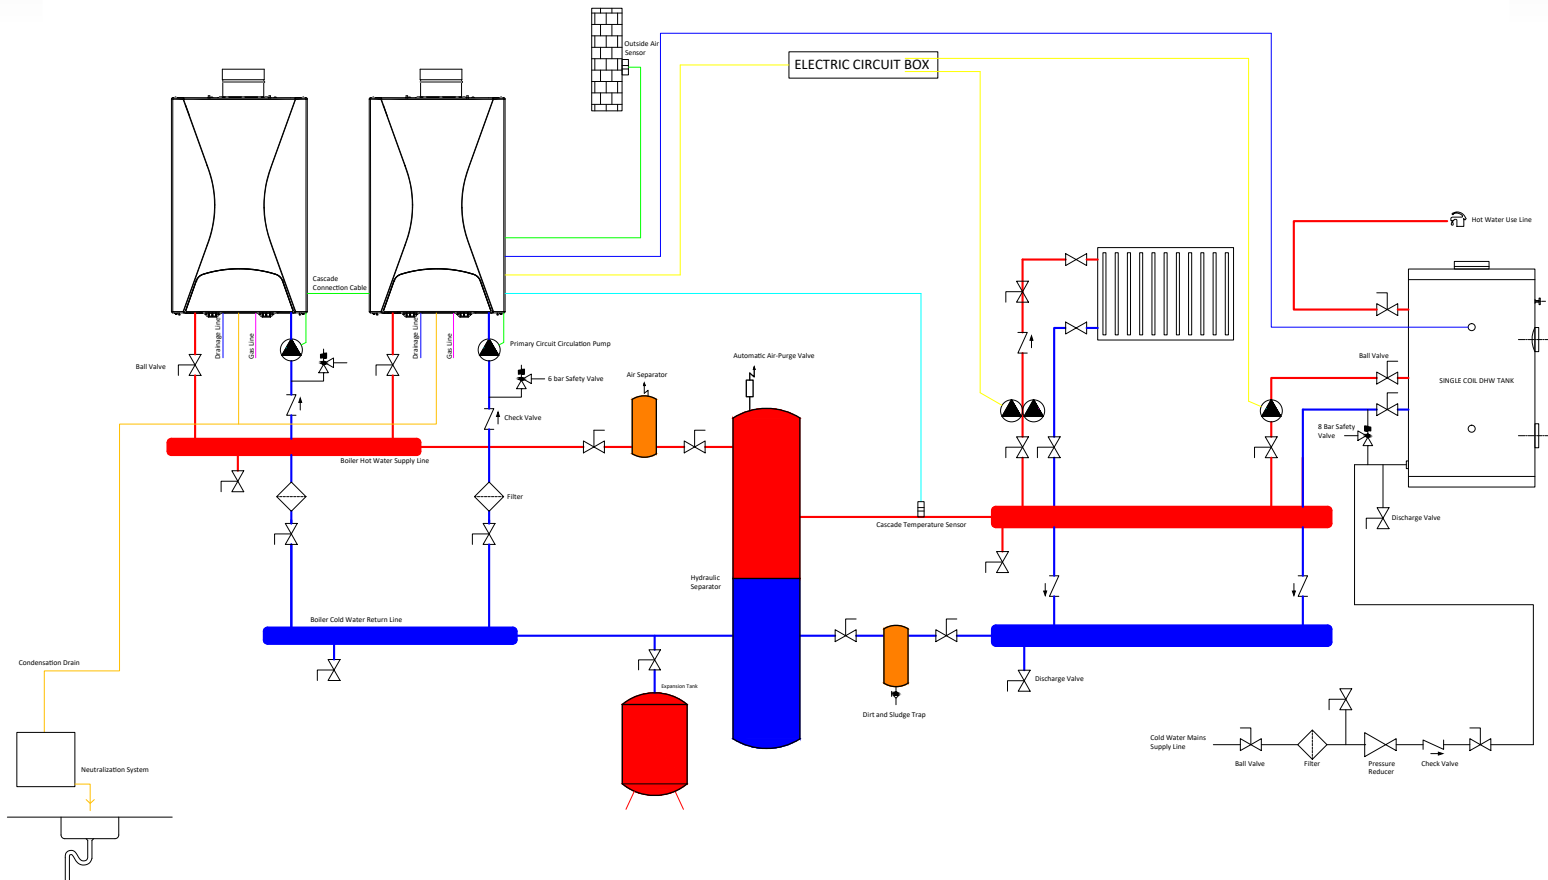 Outside Air
Sensor
ELECTRIC CIRCUIT BOX
Hot Water Use Line
Cascade
Connection Cable
Drainage Line
Gas Line
Drainage Line
Gas Line
Primary Circuit Circulation Pump
Ball Valve
Automatic Air-Purge Valve
Air Separator
6 bar Safety Valve
Check Valve
Ball Valve
SINGLE COIL DHW TANK
8 Bar Safety
Valve
Boiler Hot Water Supply Line
Filter
Cascade Temperature Sensor
Discharge Valve
Hydraulic
Separator
Boiler Cold Water Return Line
Condensation Drain
Expansion Tank
Discharge Valve
Dirt and Sludge Trap
Cold Water Mains
Supply Line
Ball Valve
Filter
Pressure
Reducer
Check Valve
Neutralization System